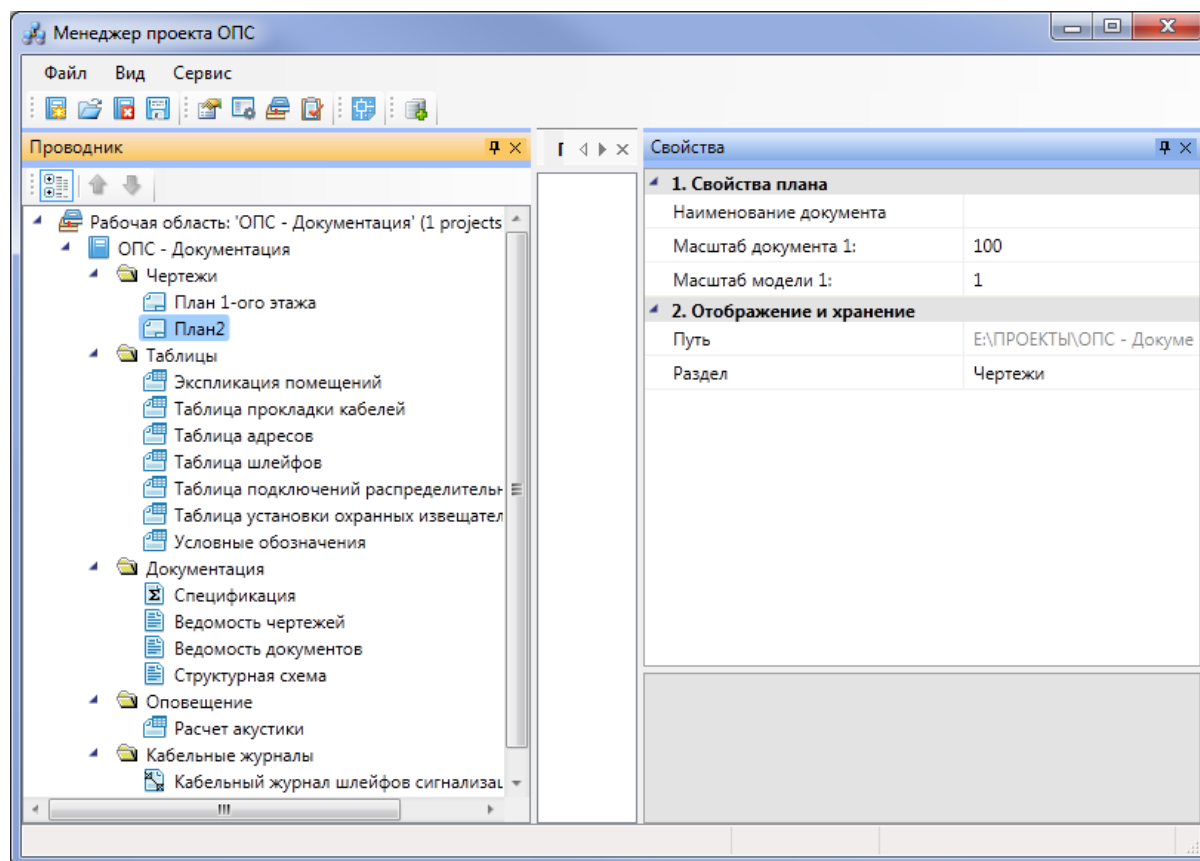 Менеджер проекта ОПС
Файл Вид Сервис
Проводник
Свойства
Рабочая область: 'ОПС - Документация' (1 projects
ОПС - Документация
Чертежи
План 1-ого этажа
План2
Таблицы
Экспликация помещений
Таблица прокладки кабелей
Таблица адресов
Таблица шлейфов
Таблица подключений распределительн
Таблица установки охранных извещател
Условные обозначения
Документация
Спецификация
Ведомость чертежей
Ведомость документов
Структурная схема
Оповещение
Расчет акустики
Кабельные журналы
Кабельный журнал шлейфов сигнализац
1. Свойства плана
Наименование документа
Масштаб документа 1: 100
Масштаб модели 1: 1
2. Отображение и хранение
Путь E:\ПРОЕКТЫ\ОПС - Докуме
Раздел Чертежи